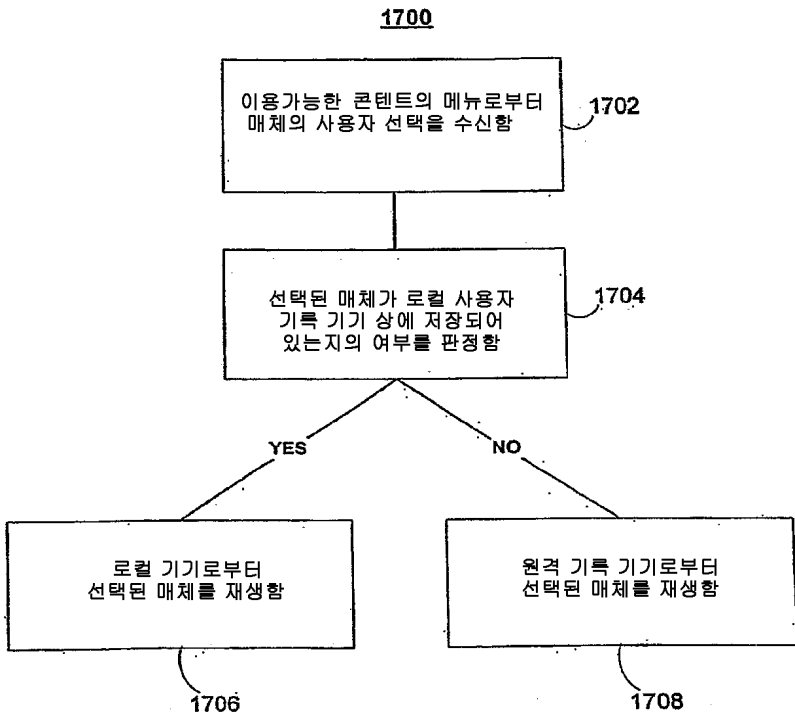 1700
이용가능한 콘텐트의 메뉴로부터
매체의 사용자 선택을 수신함
1702
선택된 매체가 로컬 사용자
기록 기기 상에 저장되어
있는지의 여부를 판정함
1704
YES
NO
로컬 기기로부터
선택된 매체를 재생함
원격 기록 기기로부터
선택된 매체를 재생함
1706
1708